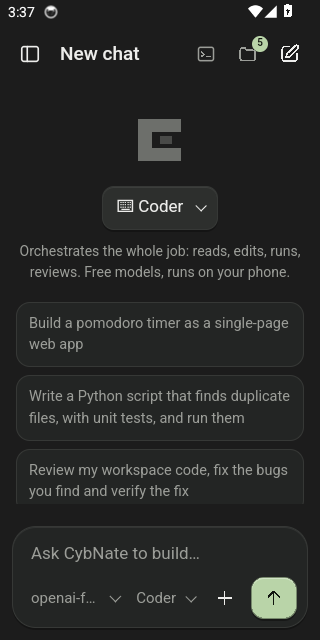 3:37
New chat
5
Coder
Orchestrates the whole job: reads, edits, runs,
reviews. Free models, runs on your phone.
Build a pomodoro timer as a single-page
web app
Write a Python script that finds duplicate
files, with unit tests, and run them
Review my workspace code, fix the bugs
you find and verify the fix
Ask CybNate to build...
openai-f...
Coder